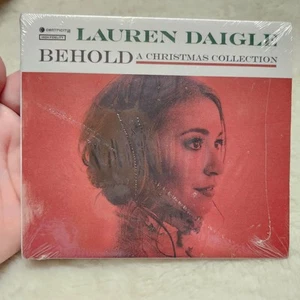 LAUREN DAIGLE
BEHOLD A CHRISTMAS COLLECTION